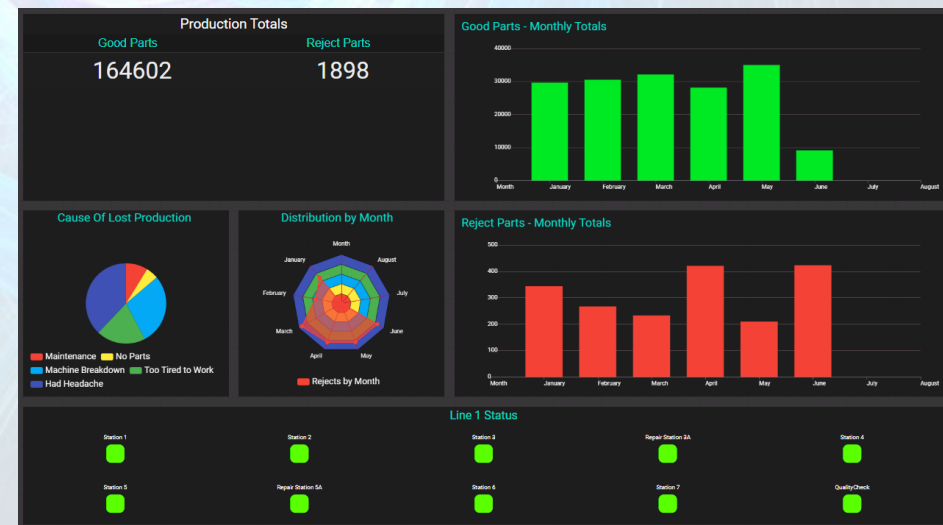 Production Totals
Good Parts
Reject Parts
164602
1898
Good Parts - Monthly Totals
40000
30000
20000
10000
0
Month January February March April May June July August
Cause Of Lost Production
Maintenance No Parts
Machine Breakdown Too Tired to Work
Had Headache
Distribution by Month
Month
January August
February July
March June
April May
Rejects by Month
Reject Parts - Monthly Totals
500
400
300
200
100
0
Month January February March April May June July August
Line 1 Status
Station 1 Station 2 Station 3 Repair Station 3A Station 4
Station 5 Repair Station 5A Station 6 Station 7 QualityCheck